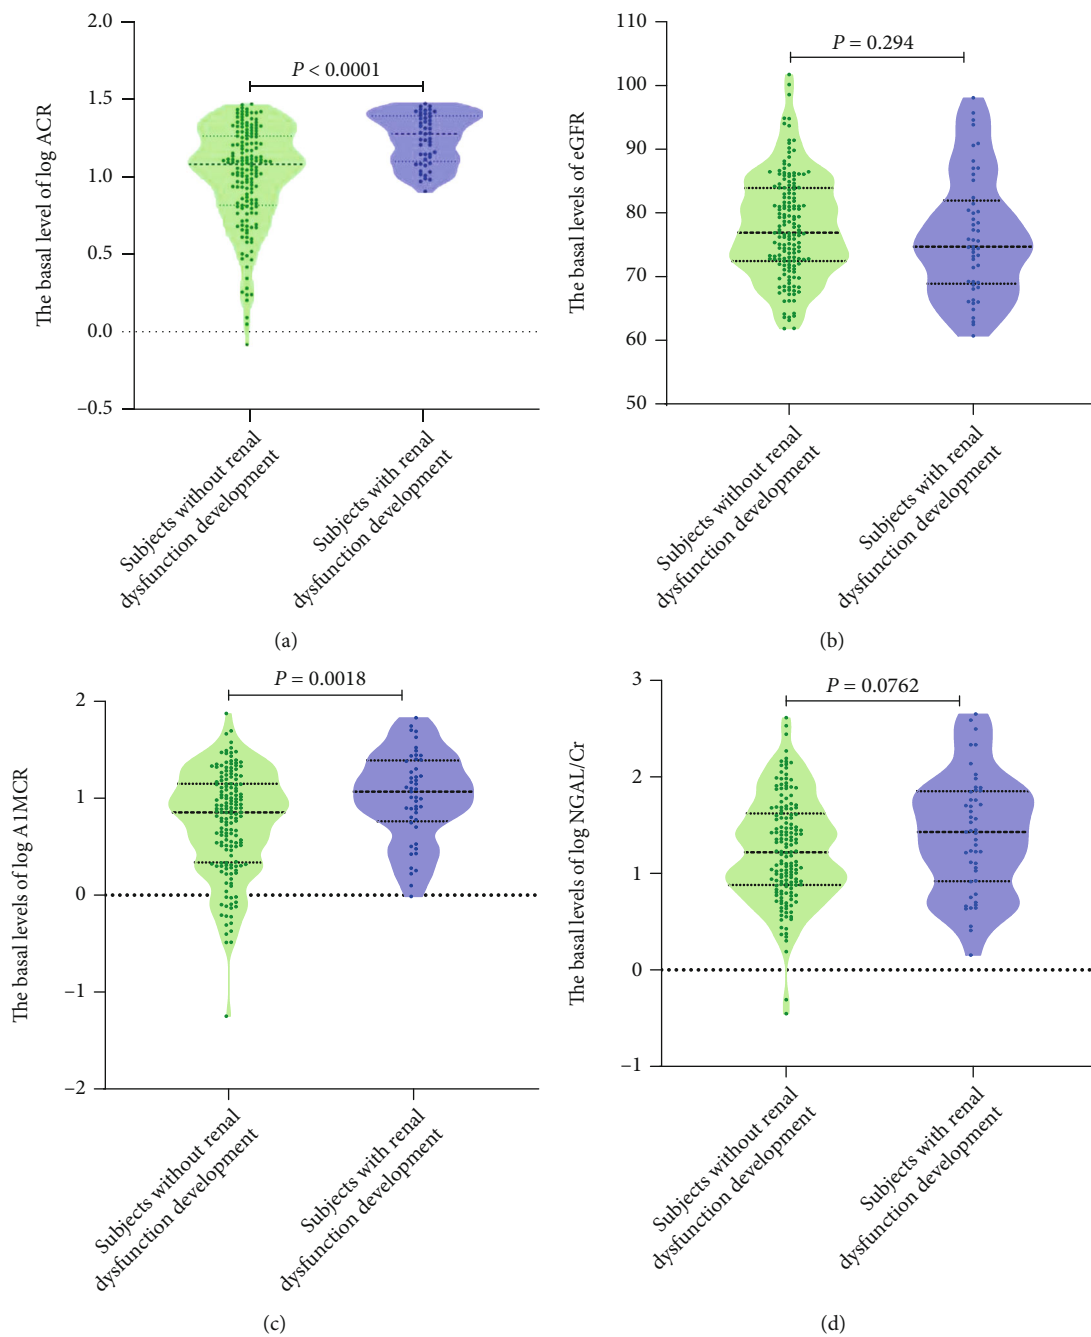 The basal level of log ACR
2.0
1.5
1.0
0.5
0.0
–0.5
P < 0.0001
Subjects without renal
dysfunction development
Subjects with renal
dysfunction development
(a)
The basal levels of eGFR
110
100
90
80
70
60
50
P = 0.294
Subjects without renal
dysfunction development
Subjects with renal
dysfunction development
(b)
The basal levels of log A1MCR
2
1
0
–1
–2
P = 0.0018
Subjects without renal
dysfunction development
Subjects with renal
dysfunction development
(c)
The basal levels of log NGAL/Cr
3
2
1
0
–1
P = 0.0762
Subjects without renal
dysfunction development
Subjects with renal
dysfunction development
(d)